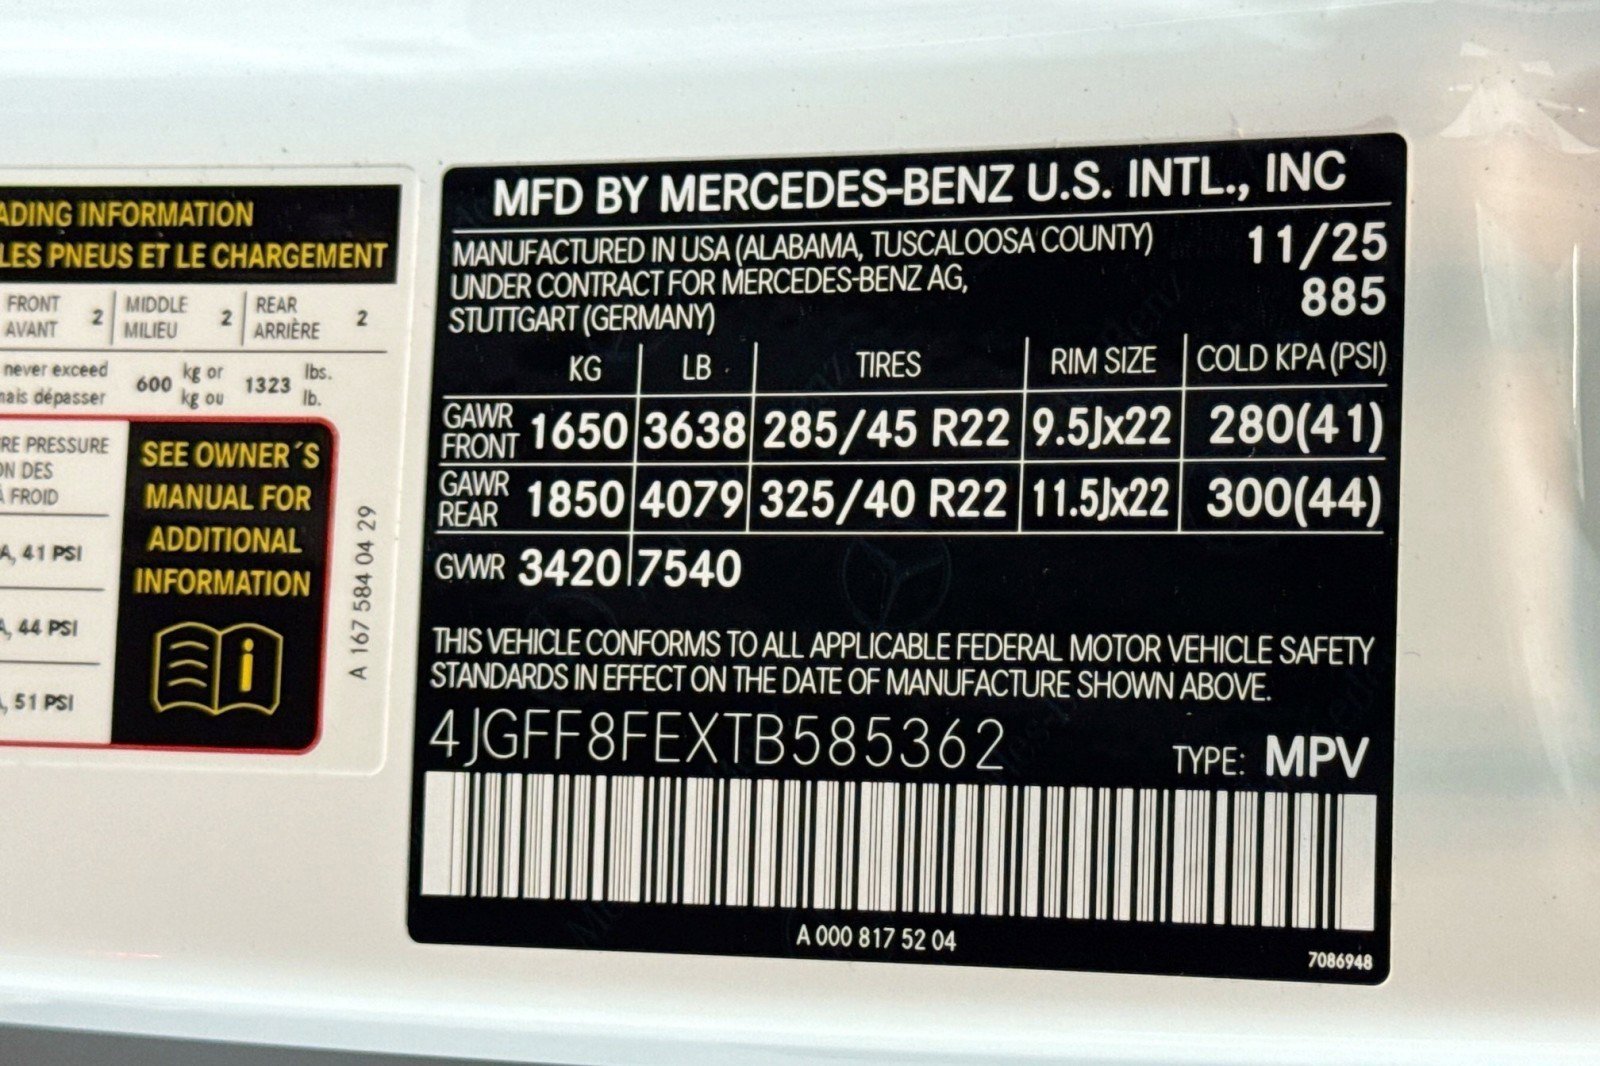 ADING INFORMATION
LES PNEUS ET LE CHARGEMENT
FRONT AVANT 2 MIDDLE MILIEU 2 REAR ARRIÈRE 2
never exceed
mais dépasser 600 kg or kg ou 1323 lbs. lb.
RE PRESSURE
ON DES
À FROID
A, 41 PSI
A, 44 PSI
, 51 PSI
SEE OWNER´S
MANUAL FOR
ADDITIONAL
INFORMATION
i
A 167 584 04 29
MFD BY MERCEDES-BENZ U.S. INTL., INC
MANUFACTURED IN USA (ALABAMA, TUSCALOOSA COUNTY) 11/25
UNDER CONTRACT FOR MERCEDES-BENZ AG, 885
STUTTGART (GERMANY)
KG LB TIRES RIM SIZE COLD KPA (PSI)
GAWR FRONT 1650 3638 285/45 R22 9.5Jx22 280(41)
GAWR REAR 1850 4079 325/40 R22 11.5Jx22 300(44)
GVWR 3420 7540
THIS VEHICLE CONFORMS TO ALL APPLICABLE FEDERAL MOTOR VEHICLE SAFETY
STANDARDS IN EFFECT ON THE DATE OF MANUFACTURE SHOWN ABOVE.
4JGFF8FEXTB585362 TYPE: MPV
A 000 817 52 04
7086948